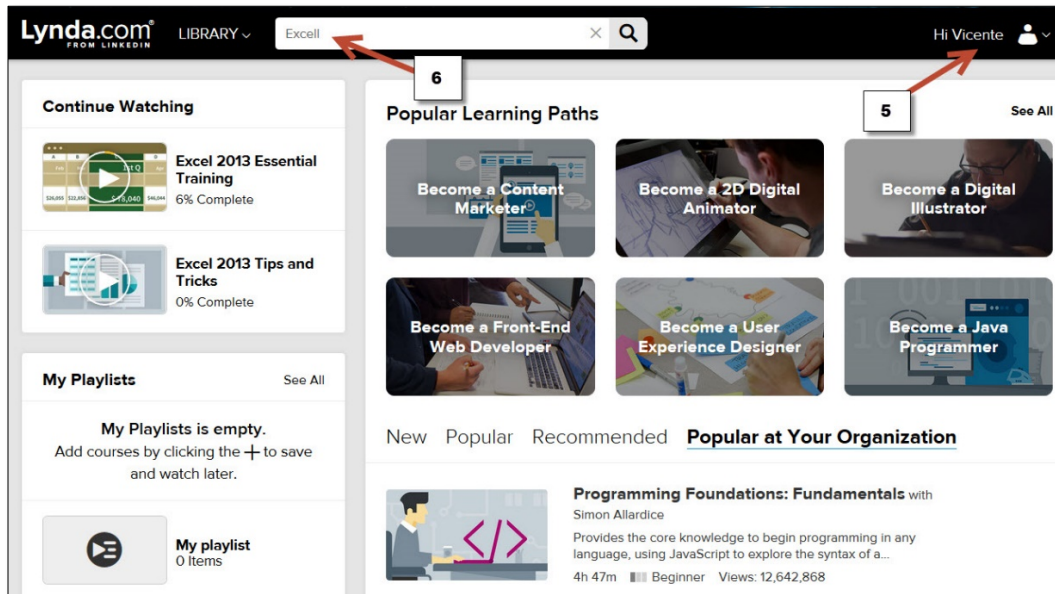 Lynda.com®
FROM LINKEDIN
LIBRARY
Excell
Hi Vicente
6
5
Continue Watching
Excel 2013 Essential
Training
6% Complete
Excel 2013 Tips and
Tricks
0% Complete
My Playlists See All
My Playlists is empty.
Add courses by clicking the + to save
and watch later.
My playlist
0 Items
Popular Learning Paths
See All
Become a Content
Marketer
Become a 2D Digital
Animator
Become a Digital
Illustrator
Become a Front-End
Web Developer
Become a User
Experience Designer
Become a Java
Programmer
New Popular Recommended Popular at Your Organization
Programming Foundations: Fundamentals with
Simon Allardice
Provides the core knowledge to begin programming in any
language, using JavaScript to explore the syntax of a...
4h 47m Beginner Views: 12,642,868